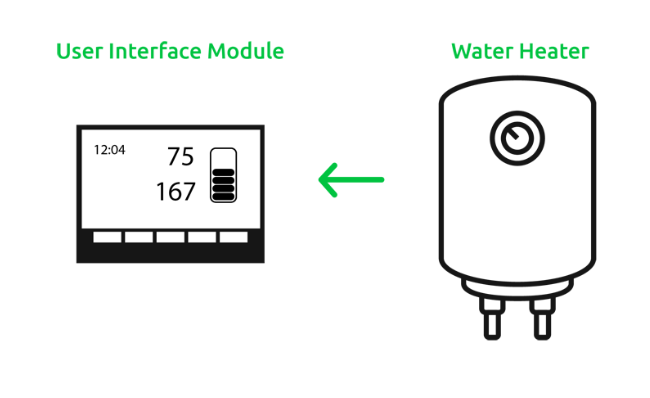 User Interface Module
Water Heater
12:04
75
167